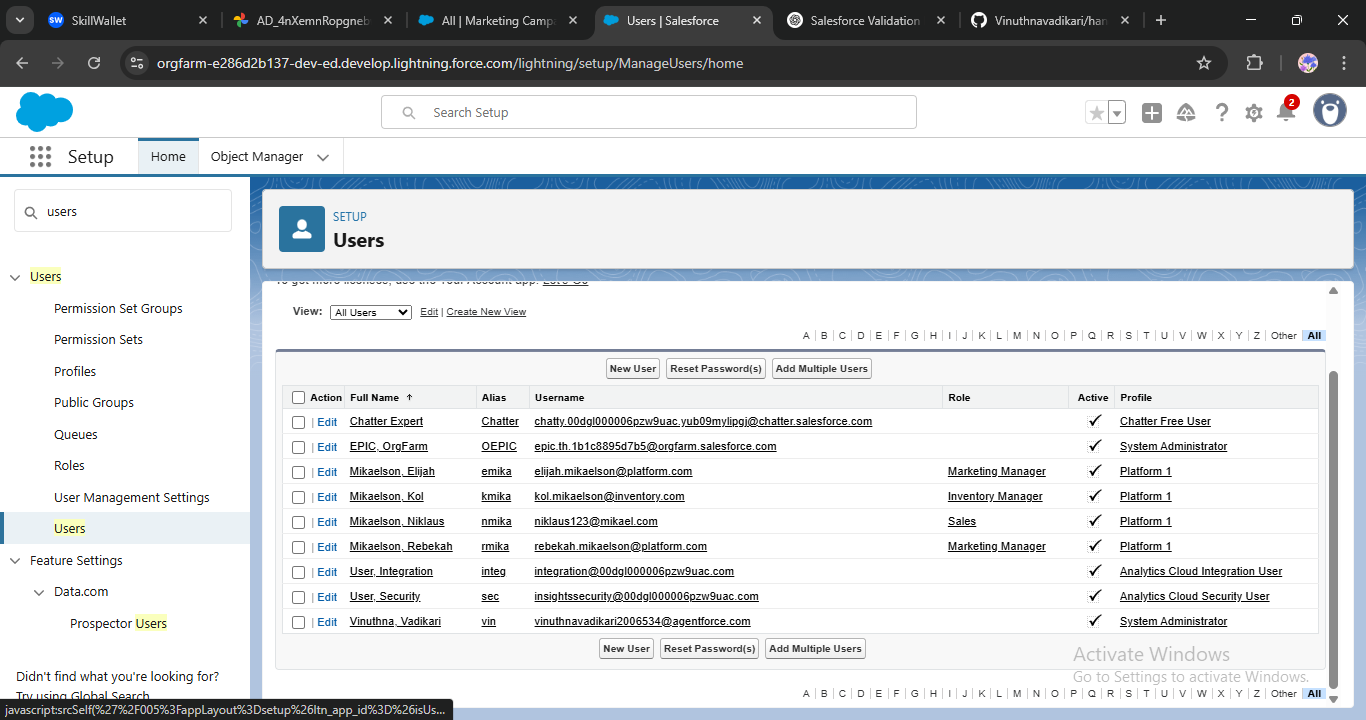 SkillWallet
AD_4nXemnRopgneb
All | Marketing Camp
Users | Salesforce
Salesforce Validation
Vinuthnavadikari/han
orgfarm-e286d2b137-dev-ed.develop.lightning.force.com/lightning/setup/ManageUsers/home
Search Setup
2
Setup
Home
Object Manager
users
SETUP
Users
Users
Permission Set Groups
Permission Sets
Profiles
Public Groups
Queues
Roles
User Management Settings
Users
Feature Settings
Data.com
Prospector Users
Didn't find what you're looking for?
Try using Global Search
View: All Users Edit | Create New View
A | B | C | D | E | F | G | H | I | J | K | L | M | N | O | P | Q | R | S | T | U | V | W | X | Y | Z | Other All
New User Reset Password(s) Add Multiple Users
Action Full Name ↑ Alias Username Role Active Profile
| Edit Chatter Expert Chatter chatty.00dgl000006pzw9uac.yub09mylipgj@chatter.salesforce.com Chatter Free User
| Edit EPIC, OrgFarm OEPIC epic.th.1b1c8895d7b5@orgfarm.salesforce.com System Administrator
| Edit Mikaelson, Elijah emika elijah.mikaelson@platform.com Marketing Manager Platform 1
| Edit Mikaelson, Kol kmika kol.mikaelson@inventory.com Inventory Manager Platform 1
| Edit Mikaelson, Niklaus nmika niklaus123@mikael.com Sales Platform 1
| Edit Mikaelson, Rebekah rmika rebekah.mikaelson@platform.com Marketing Manager Platform 1
| Edit User, Integration integ integration@00dgl000006pzw9uac.com Analytics Cloud Integration User
| Edit User, Security sec insightssecurity@00dgl000006pzw9uac.com Analytics Cloud Security User
| Edit Vinuthna, Vadikari vin vinuthnavadikari2006534@agentforce.com System Administrator
New User Reset Password(s) Add Multiple Users
A | B | C | D | E | F | G | H | I | J | K | L | M | N | O | P | Q | R | S | T | U | V | W | X | Y | Z | Other All
Activate Windows
Go to Settings to activate Windows.
javascript:srcSelf(%27%2F005%3FappLayout%3Dsetup%26ltn_app_id%3D%26isUs...